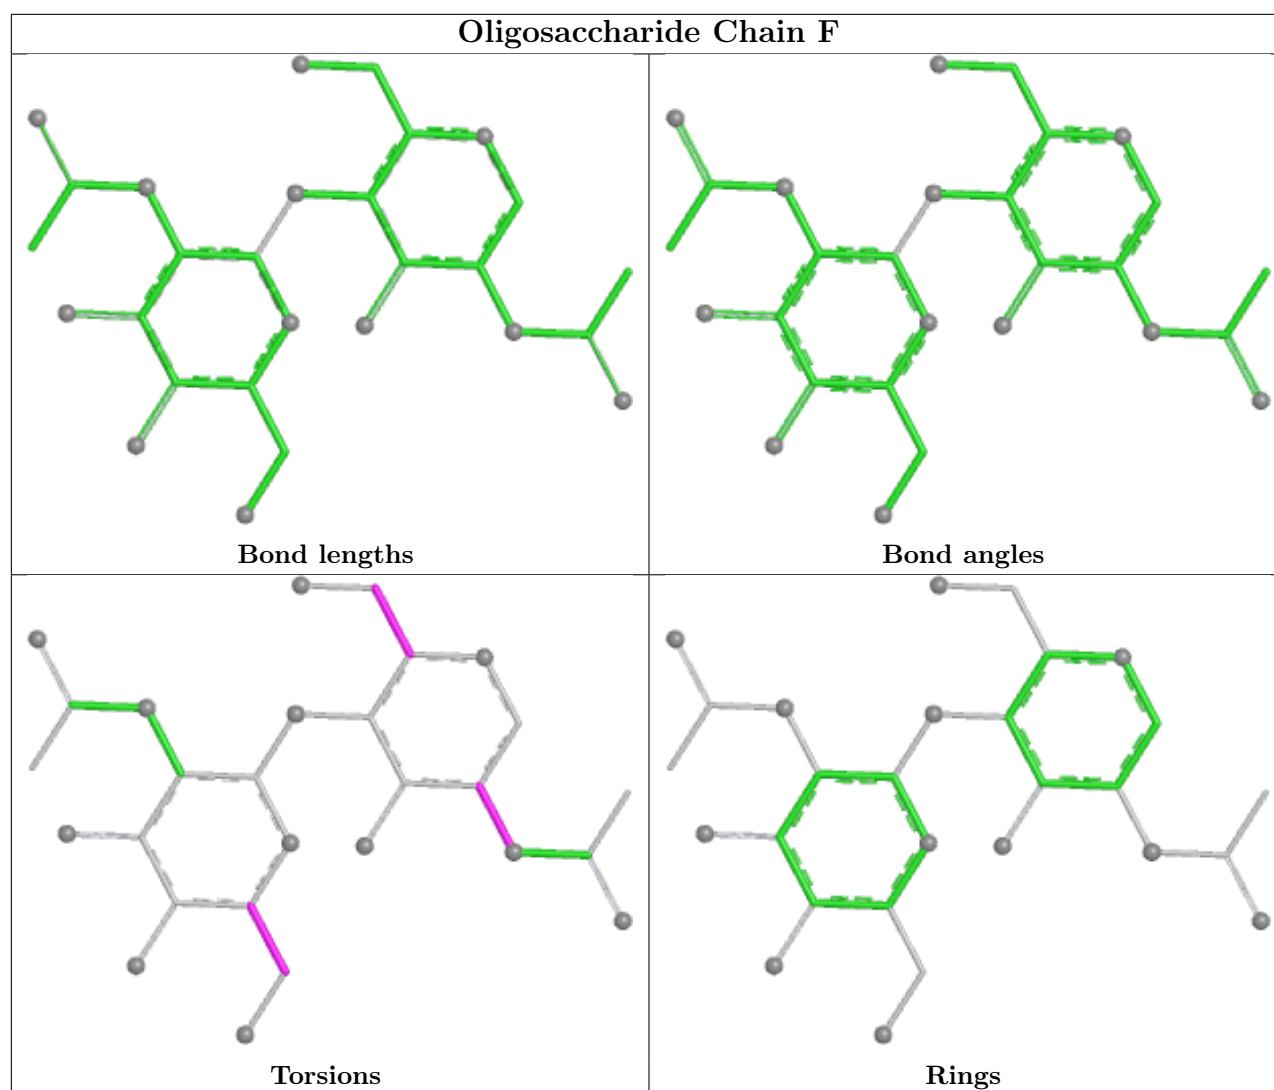 Oligosaccharide Chain F
Bond lengths
Bond angles
Torsions
Rings